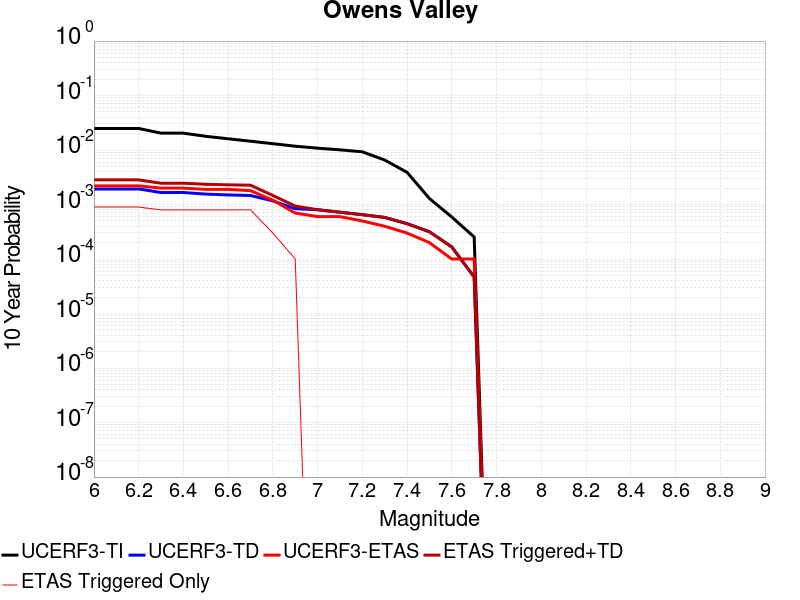 Owens Valley
10 Year Probability
10^0
10^-1
10^-2
10^-3
10^-4
10^-5
10^-6
10^-7
10^-8
6 6.2 6.4 6.6 6.8 7 7.2 7.4 7.6 7.8 8 8.2 8.4 8.6 8.8 9
Magnitude
UCERF3-TI UCERF3-TD UCERF3-ETAS ETAS Triggered+TD
ETAS Triggered Only